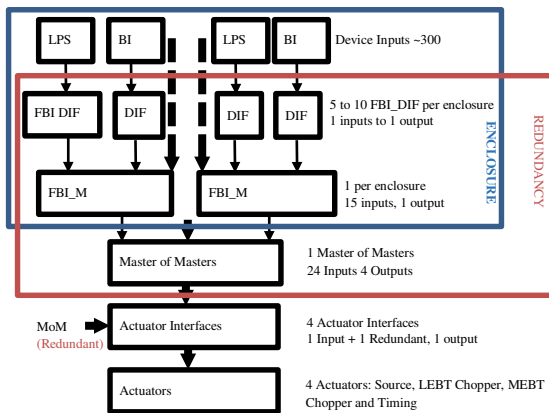 LPS BI LPS BI Device Inputs ~300
FBI DIF DIF DIF DIF 5 to 10 FBI_DIF per enclosure
1 inputs to 1 output
ENCLOSURE
REDUNDANCY
FBI_M FBI_M 1 per enclosure
15 inputs, 1 output
Master of Masters 1 Master of Masters
24 Inputs 4 Outputs
MoM
(Redundant)
Actuator Interfaces 4 Actuator Interfaces
1 Input + 1 Redundant, 1 output
Actuators 4 Actuators: Source, LEBT Chopper, MEBT
Chopper and Timing